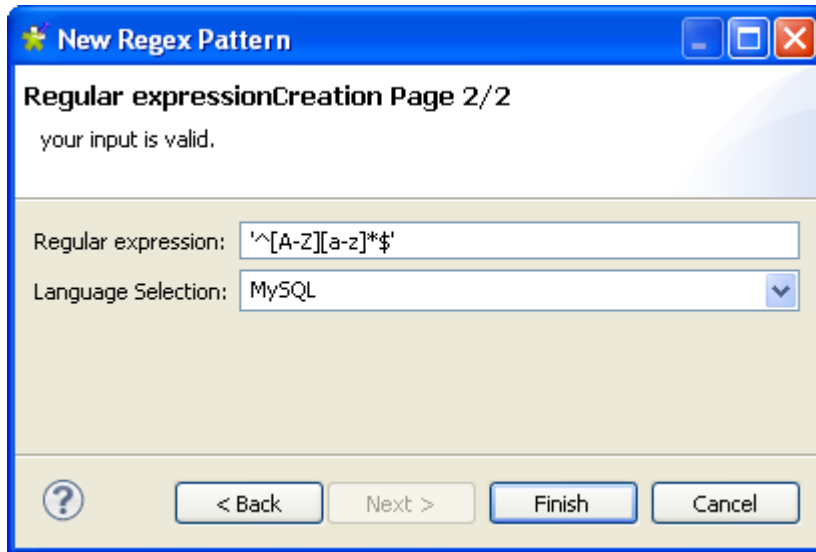 New Regex Pattern
Regular expressionCreation Page 2/2
your input is valid.
Regular expression: '^[A-Z][a-z]*$'
Language Selection: MySQL
? < Back Next > Finish Cancel